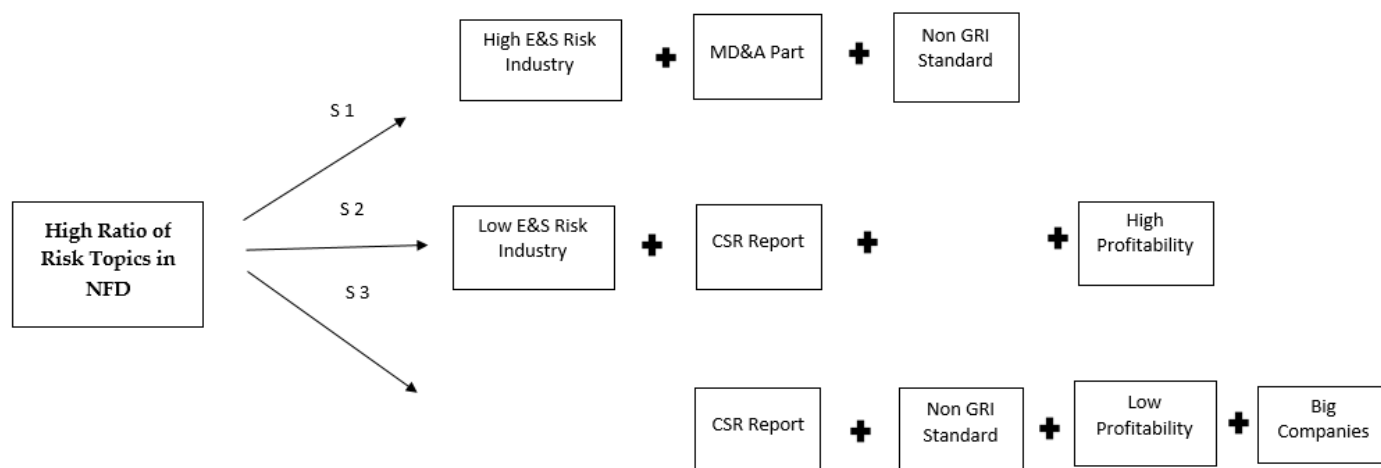 High E&S Risk
Industry
MD&A Part
Non GRI
Standard
S 1
High Ratio of
Risk Topics in
NFD
S 2
Low E&S Risk
Industry
CSR Report
High
Profitability
S 3
CSR Report
Non GRI
Standard
Low
Profitability
Big
Companies